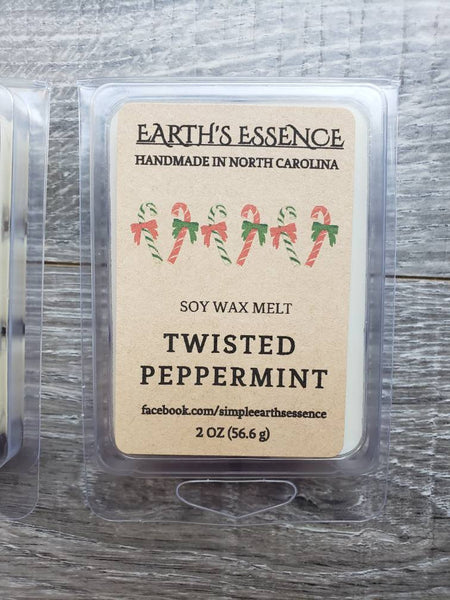 EARTH'S ESSENCE
HANDMADE IN NORTH CAROLINA
SOY WAX MELT
TWISTED
PEPPERMINT
facebook.com/simpleearthsessence
2 OZ (56.6 g)